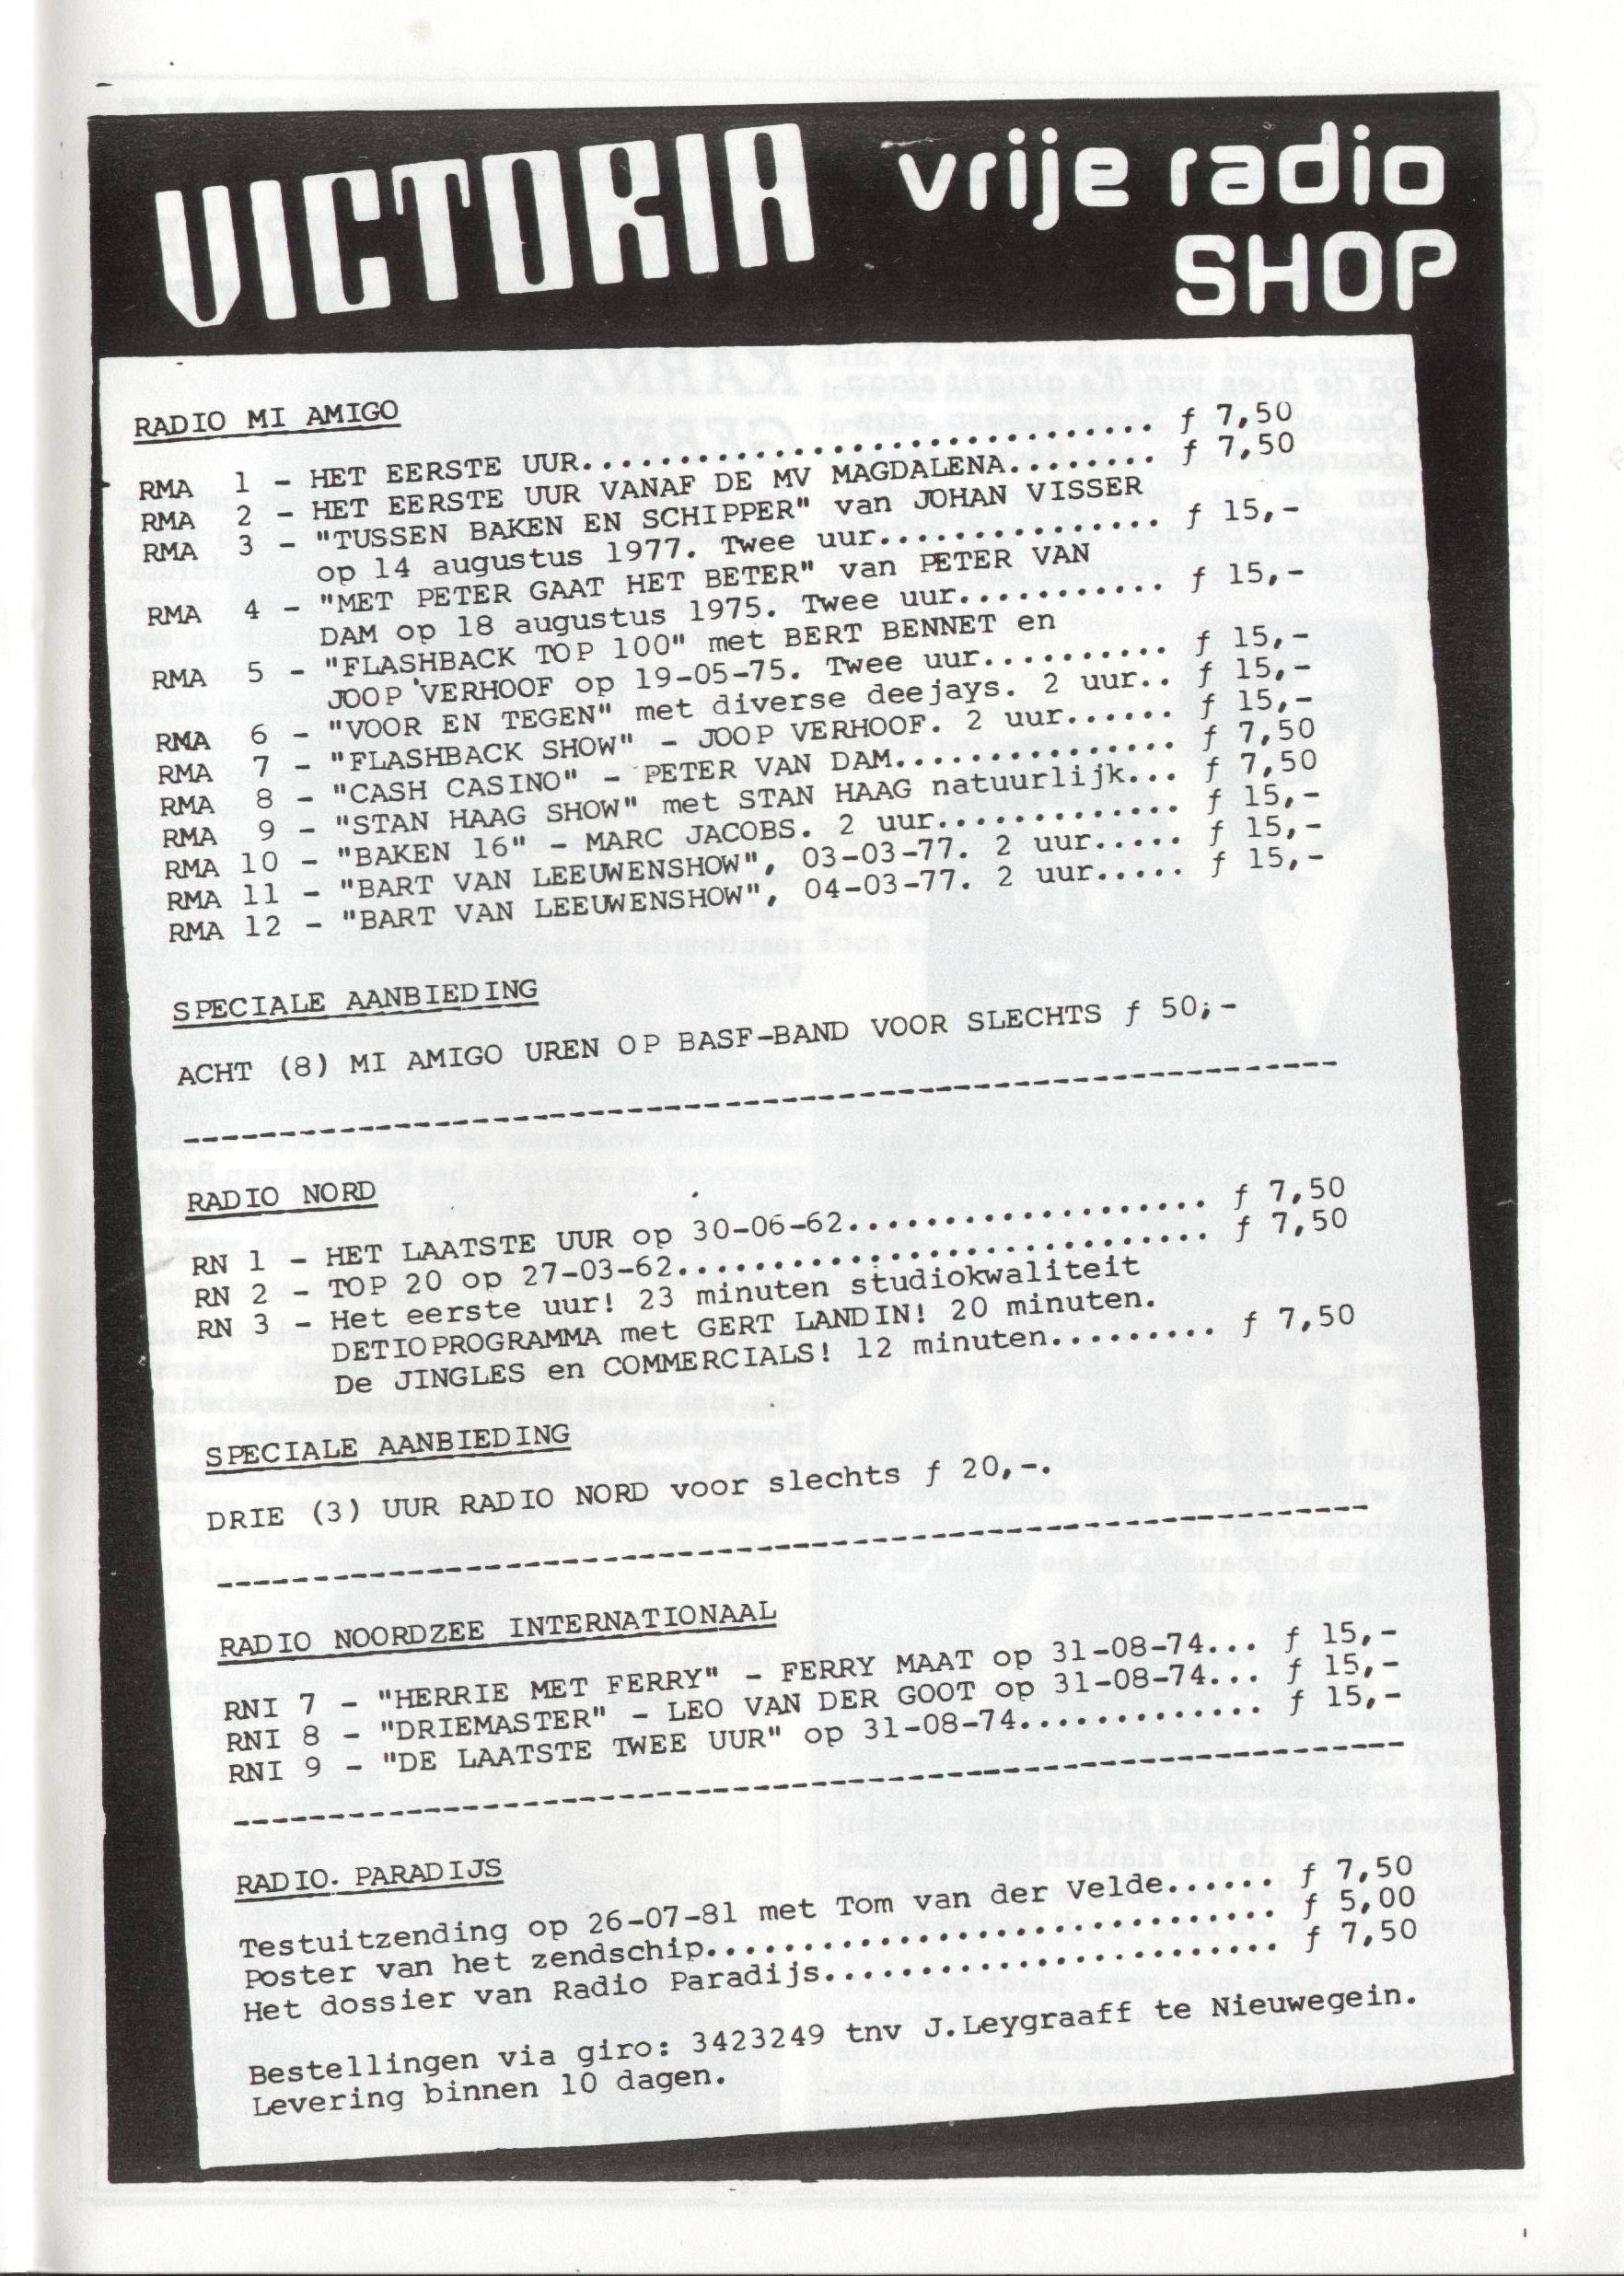 VICTORIA vrije radio
SHOP
RADIO MI AMIGO
RMA 1 - HET EERSTE UUR................................... ƒ 7,50
RMA 2 - HET EERSTE UUR VANAF DE MV MAGDALENA........ ƒ 7,50
RMA 3 - "TUSSEN BAKEN EN SCHIPPER" van JOHAN VISSER
op 14 augustus 1977. Twee uur............... ƒ 15,-
RMA 4 - "MET PETER GAAT HET BETER" van PETER VAN
DAM op 18 augustus 1975. Twee uur........... ƒ 15,-
RMA 5 - "FLASHBACK TOP 100" met BERT BENNET en
JOOP VERHOOF op 19-05-75. Twee uur.......... ƒ 15,-
RMA 6 - "VOOR EN TEGEN" met diverse deejays. 2 uur.. ƒ 15,-
RMA 7 - "FLASHBACK SHOW" - JOOP VERHOOF. 2 uur...... ƒ 15,-
RMA 8 - "CASH CASINO" - PETER VAN DAM............... ƒ 7,50
RMA 9 - "STAN HAAG SHOW" met STAN HAAG natuurlijk... ƒ 7,50
RMA 10 - "BAKEN 16" - MARC JACOBS. 2 uur............. ƒ 15,-
RMA 11 - "BART VAN LEEUWENSHOW", 03-03-77. 2 uur..... ƒ 15,-
RMA 12 - "BART VAN LEEUWENSHOW", 04-03-77. 2 uur..... ƒ 15,-
SPECIALE AANBIEDING
ACHT (8) MI AMIGO UREN OP BASF-BAND VOOR SLECHTS ƒ 50;-
RADIO NORD
RN 1 - HET LAATSTE UUR op 30-06-62................... ƒ 7,50
RN 2 - TOP 20 op 27-03-62............................ ƒ 7,50
RN 3 - Het eerste uur! 23 minuten studiokwaliteit
DETIOPROGRAMMA met GERT LANDIN! 20 minuten.
De JINGLES en COMMERCIALS! 12 minuten......... ƒ 7,50
SPECIALE AANBIEDING
DRIE (3) UUR RADIO NORD voor slechts ƒ 20,-.
RADIO NOORDZEE INTERNATIONAAL
RNI 7 - "HERRIE MET FERRY" - FERRY MAAT op 31-08-74... ƒ 15,-
RNI 8 - "DRIEMASTER" - LEO VAN DER GOOT op 31-08-74... ƒ 15,-
RNI 9 - "DE LAATSTE TWEE UUR" op 31-08-74............. ƒ 15,-
RADIO. PARADIJS
Testuitzending op 26-07-81 met Tom van der Velde...... ƒ 7,50
Poster van het zendschip.............................. ƒ 5,00
Het dossier van Radio Paradijs........................ ƒ 7,50
Bestellingen via giro: 3423249 tnv J.Leygraaff te Nieuwegein.
Levering binnen 10 dagen.